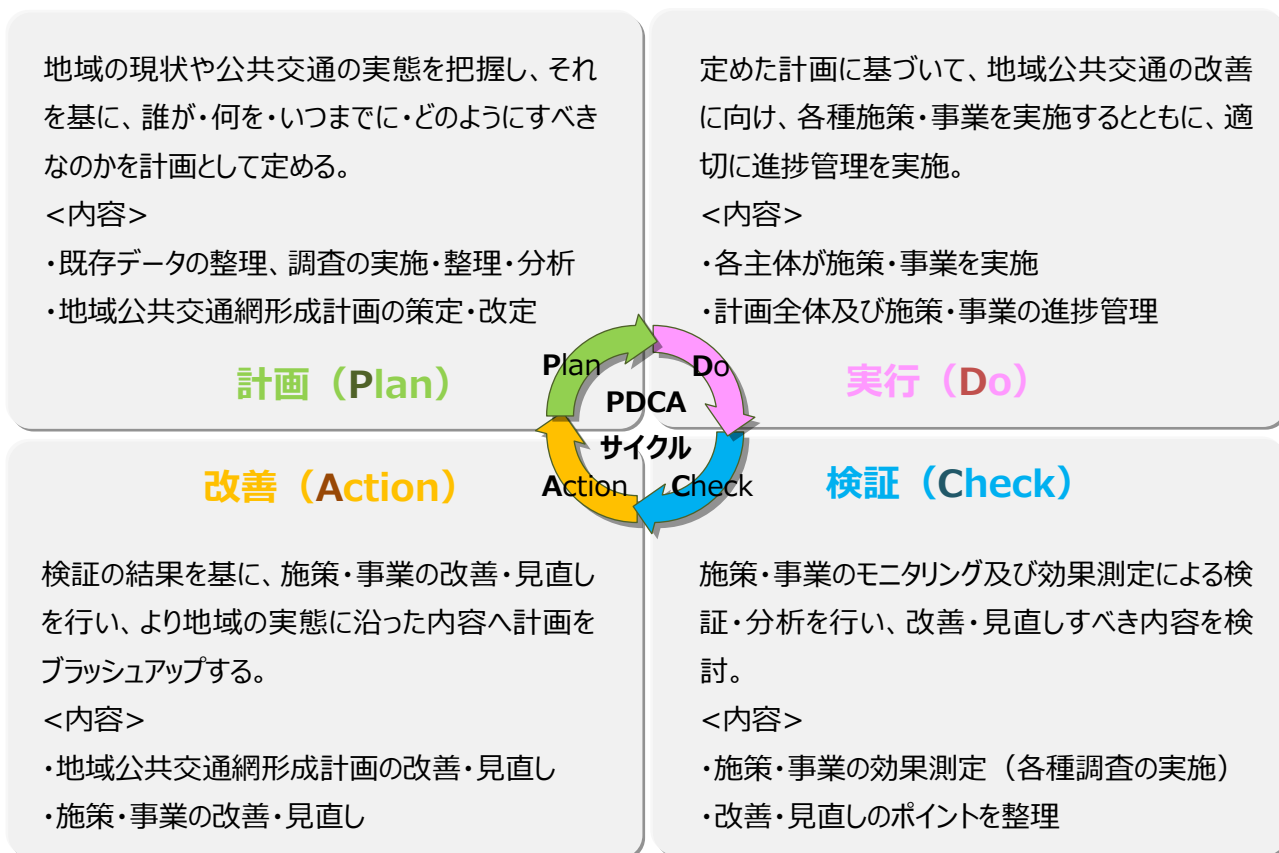 地域の現状や公共交通の実態を把握し、それ
を基に、誰が・何を・いつまでに・どのようにすべき
なのかを計画として定める。
<内容>
・既存データの整理、調査の実施・整理・分析
・地域公共交通網形成計画の策定・改定
計画（Plan）
定めた計画に基づいて、地域公共交通の改善
に向け、各種施策・事業を実施するとともに、適
切に進捗管理を実施。
<内容>
・各主体が施策・事業を実施
・計画全体及び施策・事業の進捗管理
実行（Do）
Plan
Do
PDCA
サイクル
Action
Check
改善（Action）
検証の結果を基に、施策・事業の改善・見直し
を行い、より地域の実態に沿った内容へ計画を
ブラッシュアップする。
<内容>
・地域公共交通網形成計画の改善・見直し
・施策・事業の改善・見直し
検証（Check）
施策・事業のモニタリング及び効果測定による検
証・分析を行い、改善・見直しすべき内容を検
討。
<内容>
・施策・事業の効果測定（各種調査の実施）
・改善・見直しのポイントを整理